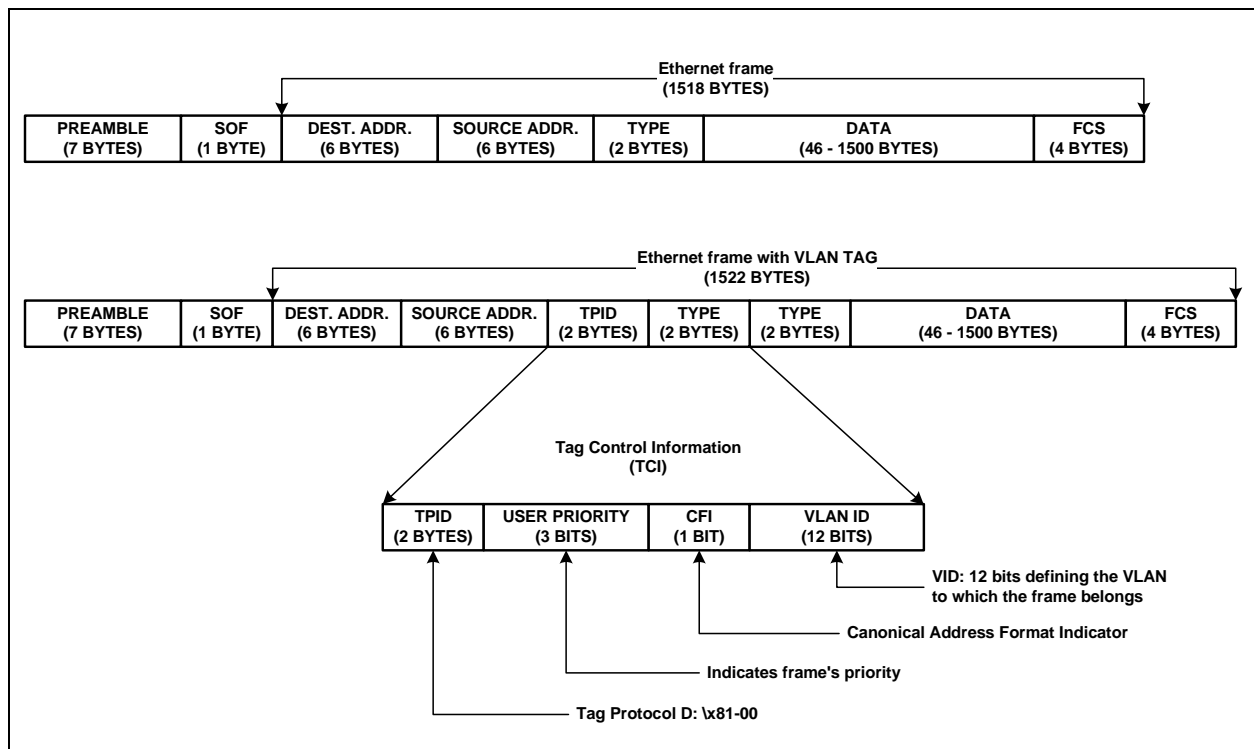 Ethernet frame
(1518 BYTES)
PREAMBLE
(7 BYTES)
SOF
(1 BYTE)
DEST. ADDR.
(6 BYTES)
SOURCE ADDR.
(6 BYTES)
TYPE
(2 BYTES)
DATA
(46 - 1500 BYTES)
FCS
(4 BYTES)
Ethernet frame with VLAN TAG
(1522 BYTES)
PREAMBLE
(7 BYTES)
SOF
(1 BYTE)
DEST. ADDR.
(6 BYTES)
SOURCE ADDR.
(6 BYTES)
TPID
(2 BYTES)
TYPE
(2 BYTES)
TYPE
(2 BYTES)
DATA
(46 - 1500 BYTES)
FCS
(4 BYTES)
Tag Control Information
(TCI)
TPID
(2 BYTES)
USER PRIORITY
(3 BITS)
CFI
(1 BIT)
VLAN ID
(12 BITS)
VID: 12 bits defining the VLAN
to which the frame belongs
Canonical Address Format Indicator
Indicates frame's priority
Tag Protocol D: \x81-00